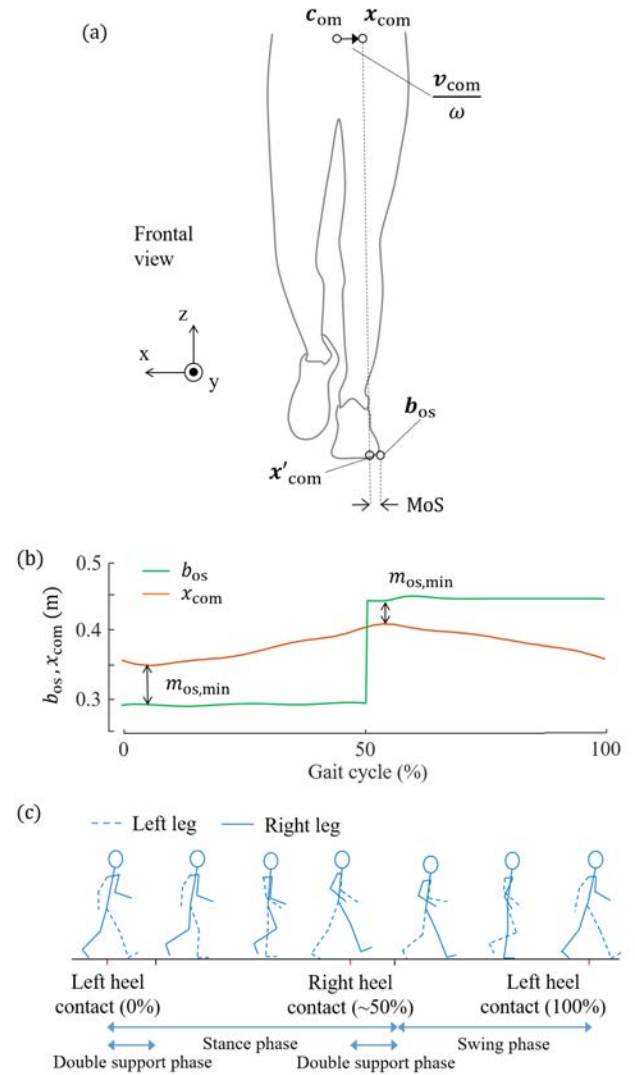 (a)
c_om x_com
v_com
ω
Frontal
view
z
x
y
b_os
x'_com
MoS
(b)
b_os
x_com
m_os,min
m_os,min
b_os, x_com (m)
0.5
0.4
0.3
0 50 100
Gait cycle (%)
(c)
Left leg Right leg
Left heel
contact (0%)
Right heel
contact (~50%)
Left heel
contact (100%)
Stance phase Swing phase
Double support phase Double support phase